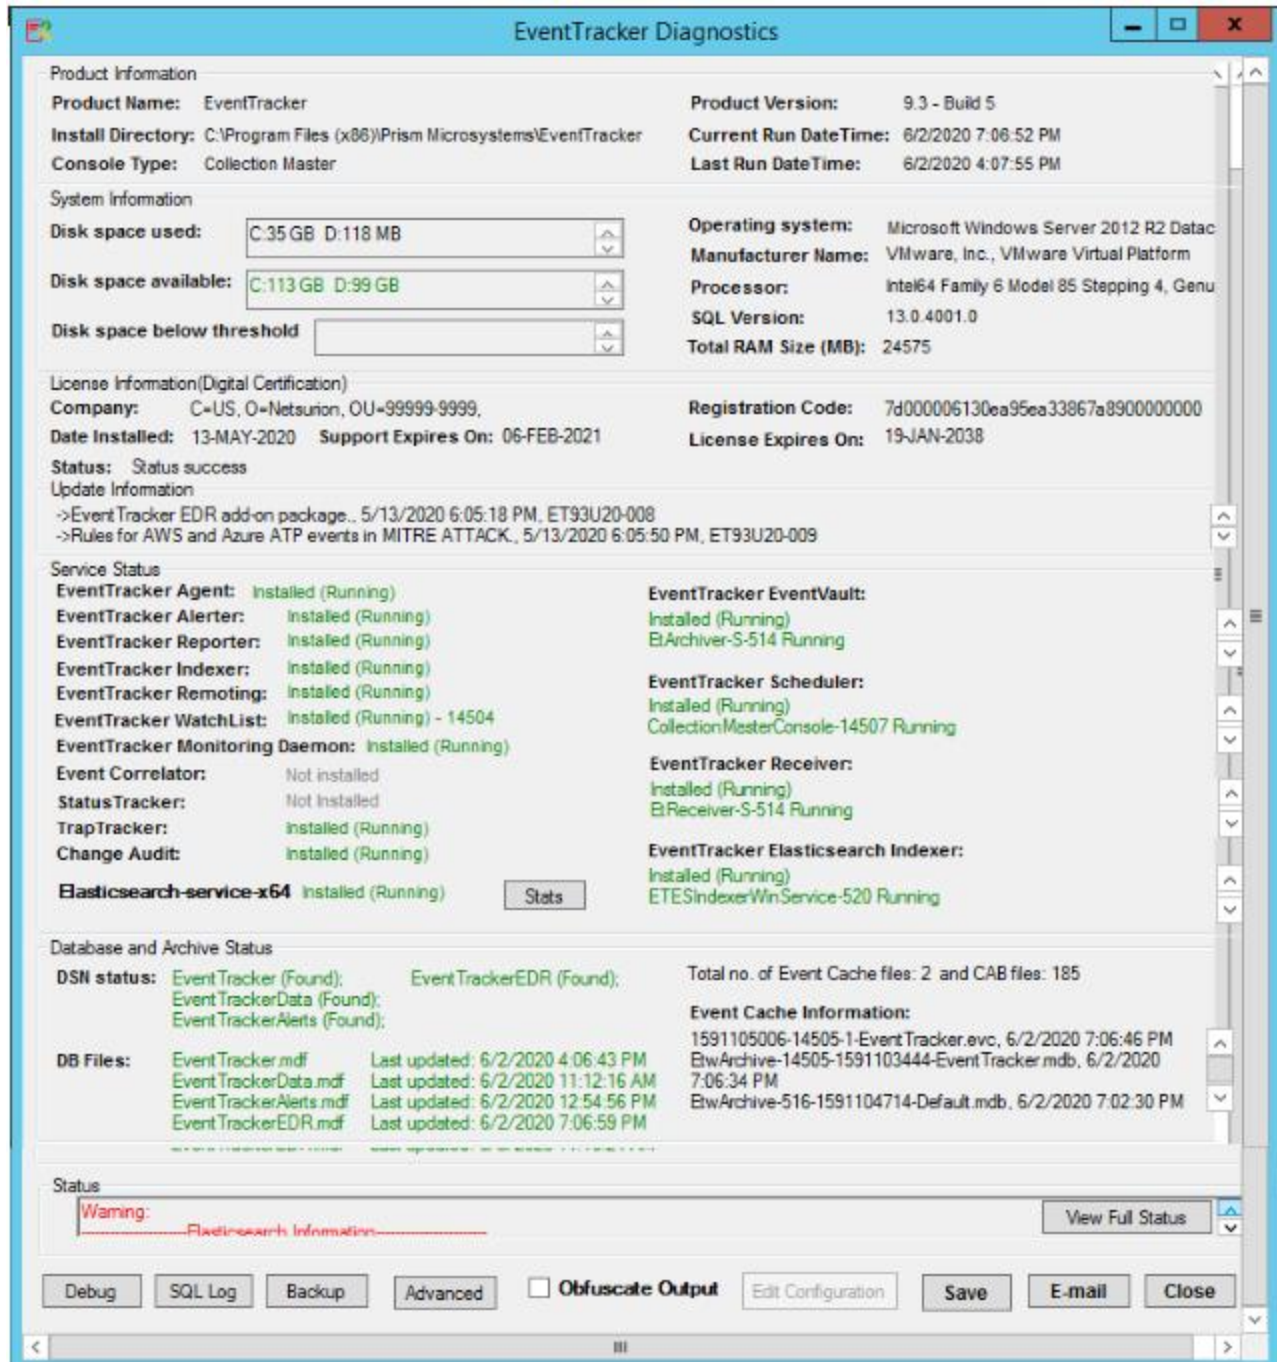 EventTracker Diagnostics
Product Information
Product Name: EventTracker
Product Version: 9.3 - Build 5
Install Directory: C:\Program Files (x86)\Prism Microsystems\EventTracker
Current Run DateTime: 6/2/2020 7:06:52 PM
Console Type: Collection Master
Last Run DateTime: 6/2/2020 4:07:55 PM
System Information
Disk space used: C:35 GB D:118 MB
Operating system: Microsoft Windows Server 2012 R2 Datac
Manufacturer Name: VMware, Inc., VMware Virtual Platform
Disk space available: C:113 GB D:99 GB
Processor: Intel64 Family 6 Model 85 Stepping 4, Genu
SQL Version: 13.0.4001.0
Disk space below threshold
Total RAM Size (MB): 24575
License Information(Digital Certification)
Company: C=US, O=Netsurion, OU=99999-9999,
Registration Code: 7d000006130ea95ea33867a8900000000
Date Installed: 13-MAY-2020 Support Expires On: 06-FEB-2021
License Expires On: 19-JAN-2038
Status: Status success
Update Information
->EventTracker EDR add-on package., 5/13/2020 6:05:18 PM, ET93U20-008
->Rules for AWS and Azure ATP events in MITRE ATTACK., 5/13/2020 6:05:50 PM, ET93U20-009
Service Status
EventTracker Agent: Installed (Running)
EventTracker Alerter: Installed (Running)
EventTracker Reporter: Installed (Running)
EventTracker Indexer: Installed (Running)
EventTracker Remoting: Installed (Running)
EventTracker WatchList: Installed (Running) - 14504
EventTracker Monitoring Daemon: Installed (Running)
Event Correlator: Not installed
StatusTracker: Not Installed
TrapTracker: Installed (Running)
Change Audit: Installed (Running)
Elasticsearch-service-x64 Installed (Running)
Stats
EventTracker EventVault:
Installed (Running)
EtArchiver-S-514 Running
EventTracker Scheduler:
Installed (Running)
CollectionMasterConsole-14507 Running
EventTracker Receiver:
Installed (Running)
EtReceiver-S-514 Running
EventTracker Elasticsearch Indexer:
Installed (Running)
ETESIndexerWinService-520 Running
Database and Archive Status
DSN status: EventTracker (Found); EventTrackerEDR (Found);
EventTrackerData (Found);
EventTrackerAlerts (Found);
DB Files: EventTracker.mdf Last updated: 6/2/2020 4:06:43 PM
EventTrackerData.mdf Last updated: 6/2/2020 11:12:16 AM
EventTrackerAlerts.mdf Last updated: 6/2/2020 12:54:56 PM
EventTrackerEDR.mdf Last updated: 6/2/2020 7:06:59 PM
Total no. of Event Cache files: 2 and CAB files: 185
Event Cache Information:
1591105006-14505-1-EventTracker.evc, 6/2/2020 7:06:46 PM
EtwArchive-14505-1591103444-EventTracker.mdb, 6/2/2020
7:06:34 PM
EtwArchive-516-1591104714-Default.mdb, 6/2/2020 7:02:30 PM
Status
Warning:
--------------------Elasticsearch Information--------------------
View Full Status
Debug
SQL Log
Backup
Advanced
Obfuscate Output
Edit Configuration
Save
E-mail
Close